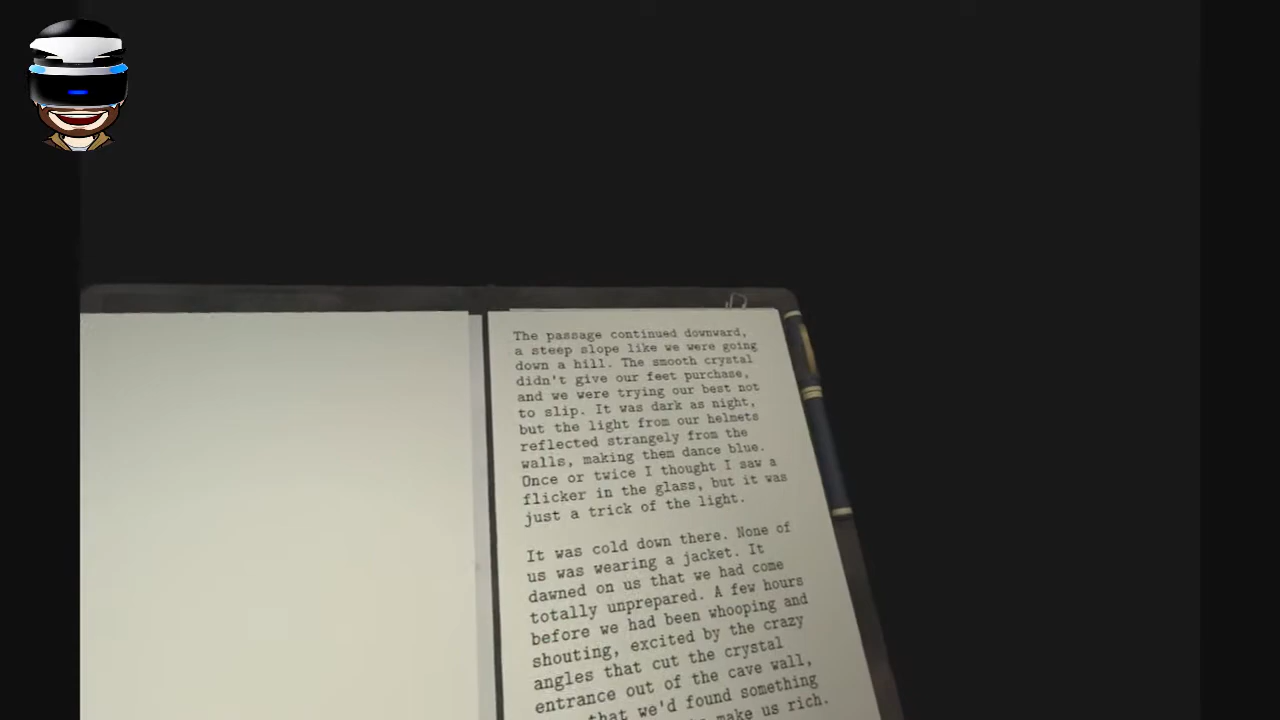 The passage continued downward,
a steep slope like we were going
down a hill. The smooth crystal
didn't give our feet purchase,
and we were trying our best not
to slip. It was dark as night,
but the light from our helmets
reflected strangely from the
walls, making them dance blue.
Once or twice I thought I saw a
flicker in the glass, but it was
just a trick of the light.
It was cold down there. None of
us was wearing a jacket. It
dawned on us that we had come
totally unprepared. A few hours
before we had been whooping and
shouting, excited by the crazy
angles that cut the crystal
entrance out of the cave wall,
that we'd found something
make us rich.